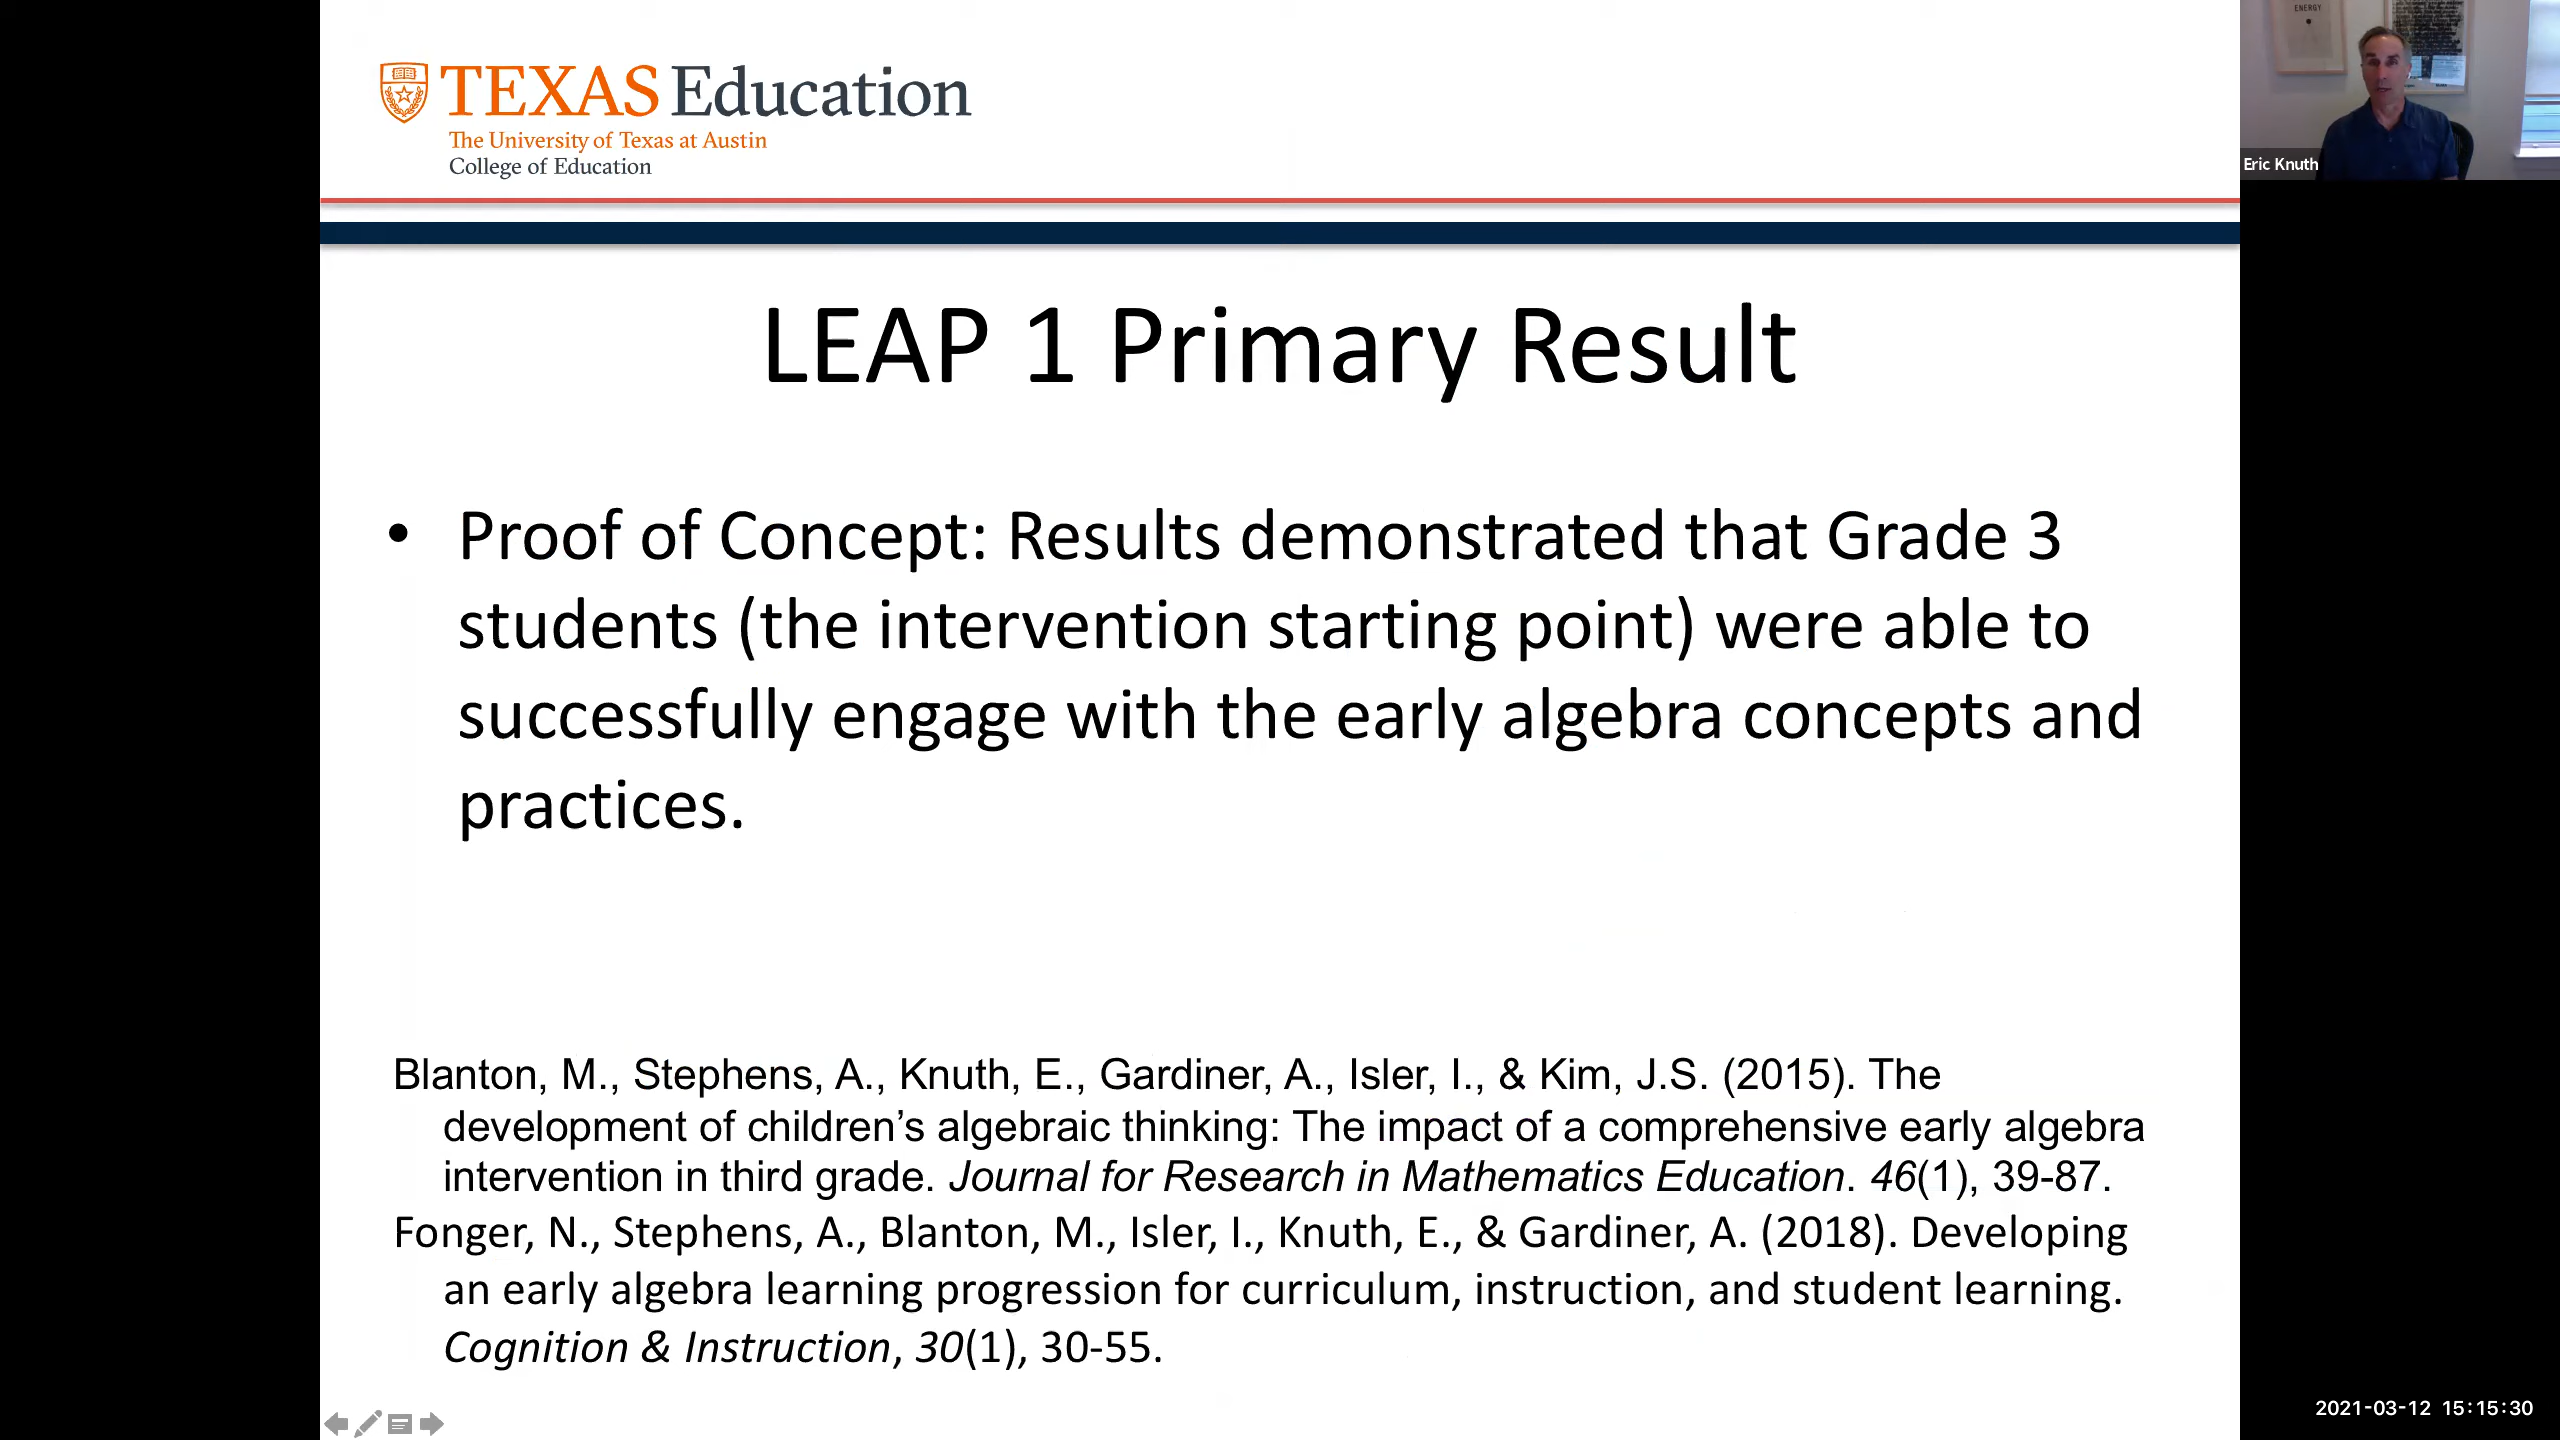 TEXAS Education
The University of Texas at Austin
College of Education
ENERGY
Eric Knuth
LEAP 1 Primary Result
• Proof of Concept: Results demonstrated that Grade 3
students (the intervention starting point) were able to
successfully engage with the early algebra concepts and
practices.
Blanton, M., Stephens, A., Knuth, E., Gardiner, A., Isler, I., & Kim, J.S. (2015). The
development of children’s algebraic thinking: The impact of a comprehensive early algebra
intervention in third grade. Journal for Research in Mathematics Education. 46(1), 39-87.
Fonger, N., Stephens, A., Blanton, M., Isler, I., Knuth, E., & Gardiner, A. (2018). Developing
an early algebra learning progression for curriculum, instruction, and student learning.
Cognition & Instruction, 30(1), 30-55.
2021-03-12 15:15:30